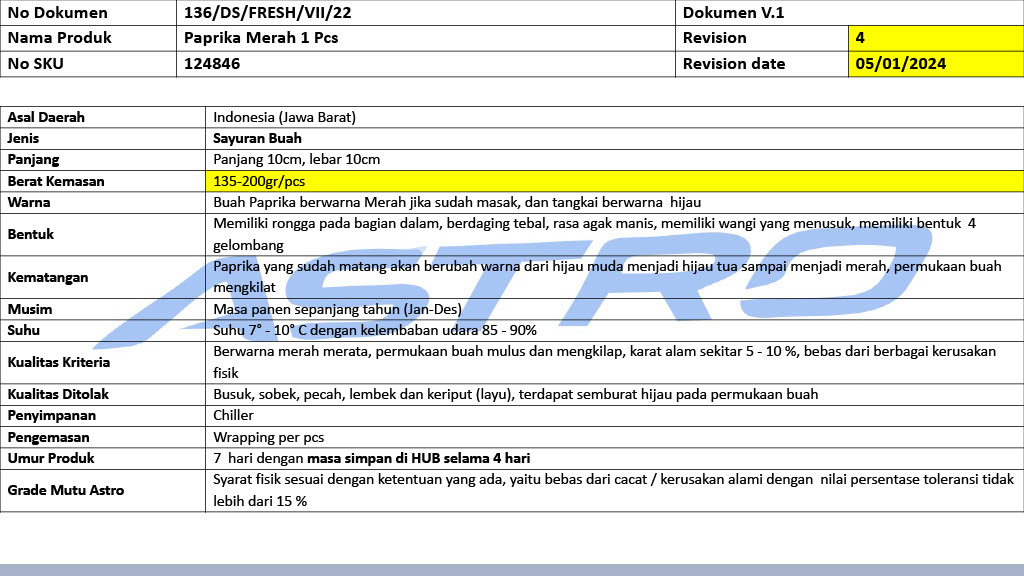 No Dokumen 136/DS/FRESH/VII/22 Dokumen V.1
Nama Produk Paprika Merah 1 Pcs Revision 4
No SKU 124846 Revision date 05/01/2024
Asal Daerah Indonesia (Jawa Barat)
Jenis Sayuran Buah
Panjang Panjang 10cm, lebar 10cm
Berat Kemasan 135-200gr/pcs
Warna Buah Paprika berwarna Merah jika sudah masak, dan tangkai berwarna hijau
Bentuk Memiliki rongga pada bagian dalam, berdaging tebal, rasa agak manis, memiliki wangi yang menusuk, memiliki bentuk 4
gelombang
Kematangan Paprika yang sudah matang akan berubah warna dari hijau muda menjadi hijau tua sampai menjadi merah, permukaan buah
mengkilat
Musim Masa panen sepanjang tahun (Jan-Des)
Suhu Suhu 7° - 10° C dengan kelembaban udara 85 - 90%
Kualitas Kriteria Berwarna merah merata, permukaan buah mulus dan mengkilap, karat alam sekitar 5 - 10 %, bebas dari berbagai kerusakan
fisik
Kualitas Ditolak Busuk, sobek, pecah, lembek dan keriput (layu), terdapat semburat hijau pada permukaan buah
Penyimpanan Chiller
Pengemasan Wrapping per pcs
Umur Produk 7 hari dengan masa simpan di HUB selama 4 hari
Grade Mutu Astro Syarat fisik sesuai dengan ketentuan yang ada, yaitu bebas dari cacat / kerusakan alami dengan nilai persentase toleransi tidak
lebih dari 15 %
ASTRO